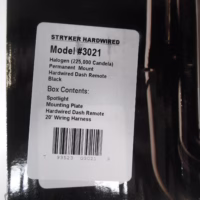 STRYKER HARDWIRED
Model #3021
Halogen (225,000 Candela)
Permanent Mount
Hardwired Dash Remote
Black
Box Contents:
Spotlight
Mounting Plate
Hardwired Dash Remote
20' Wiring Harness